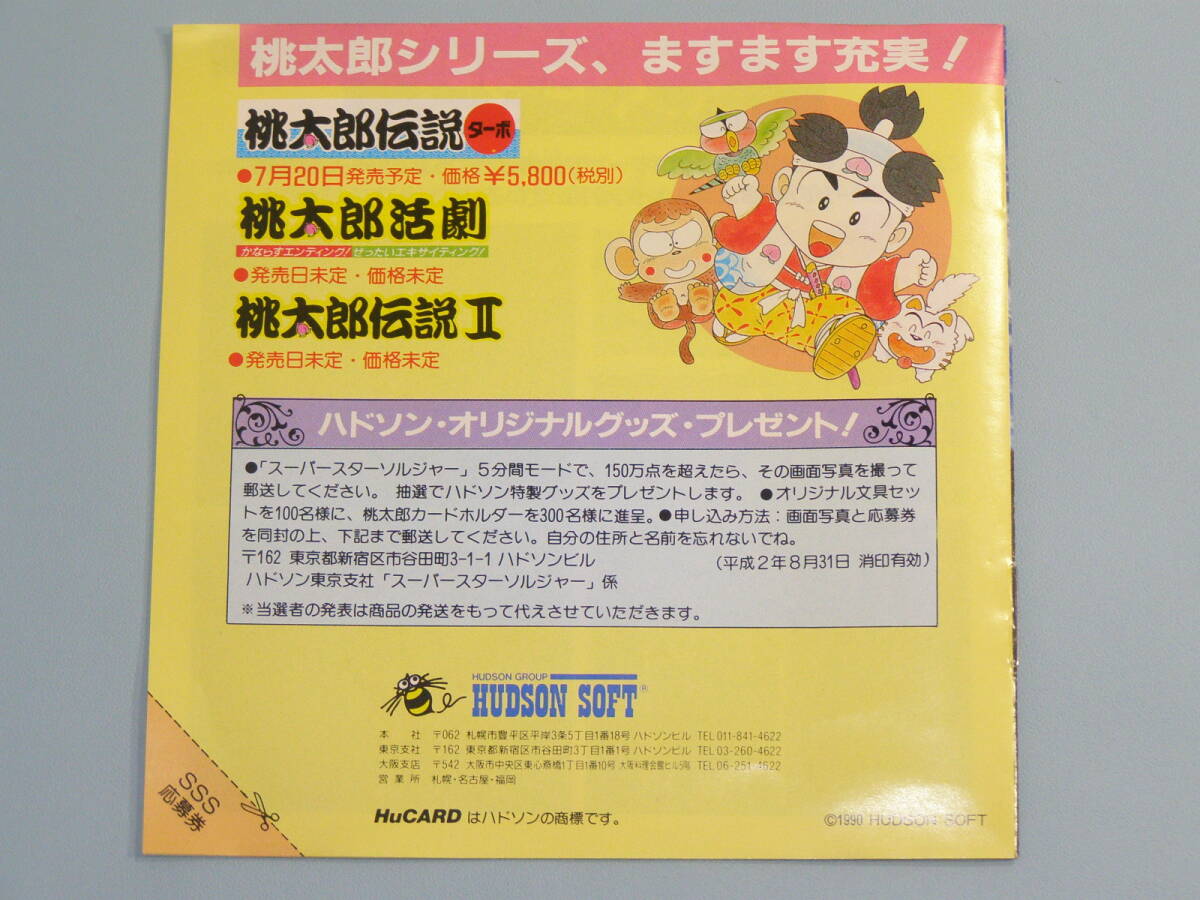 桃太郎シリーズ、ますます充実！
桃太郎伝説 ターボ
●7月20日発売予定・価格￥5,800(税別)
桃太郎活劇
かならずエンディング！ぜったいエキサイティング！
●発売日未定・価格未定
桃太郎伝説Ⅱ
●発売日未定・価格未定
ハドソン・オリジナルグッズ・プレゼント！
●「スーパースターソルジャー」５分間モードで、150万点を超えたら、その画面写真を撮って
郵送してください。 抽選でハドソン特製グッズをプレゼントします。 ●オリジナル文具セッ
トを100名様に、桃太郎カードホルダーを300名様に進呈。●申し込み方法：画面写真と応募券
を同封の上、下記まで郵送してください。自分の住所と名前を忘れないでね。
〒162 東京都新宿区市谷田町3-1-1 ハドソンビル (平成２年８月31日 消印有効)
ハドソン東京支社「スーパースターソルジャー」係
※当選者の発表は商品の発送をもって代えさせていただきます。
HUDSON GROUP
HUDSON SOFT®
本社 〒062 札幌市豊平区平岸3条5丁目1番18号 ハドソンビル TEL 011-841-4622
東京支社 〒162 東京都新宿区市谷田町3丁目1番1号 ハドソンビル TEL 03-260-4622
大阪支店 〒542 大阪市中央区東心斎橋1丁目1番10号 大阪料理会館ビル5階 TEL 06-251-4622
営業所 札幌・名古屋・福岡
SSS
応募券
HuCARD はハドソンの商標です。
©1990 HUDSON SOFT